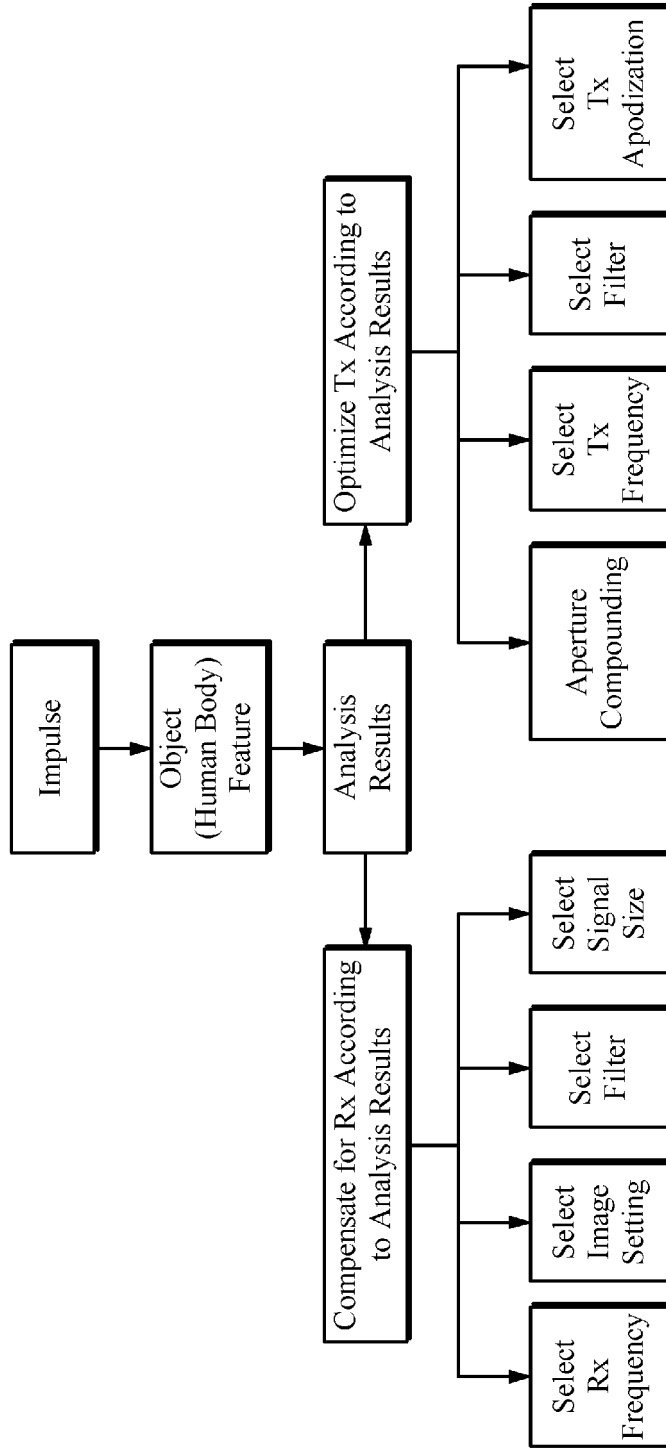 Impulse
Object
(Human Body)
Feature
Analysis
Results
Compensate for Rx According
to Analysis Results
Optimize Tx According to
Analysis Results
Select
Rx
Frequency
Select
Image
Setting
Select
Filter
Select
Signal
Size
Aperture
Compounding
Select
Tx
Frequency
Select
Filter
Select
Tx
Apodization